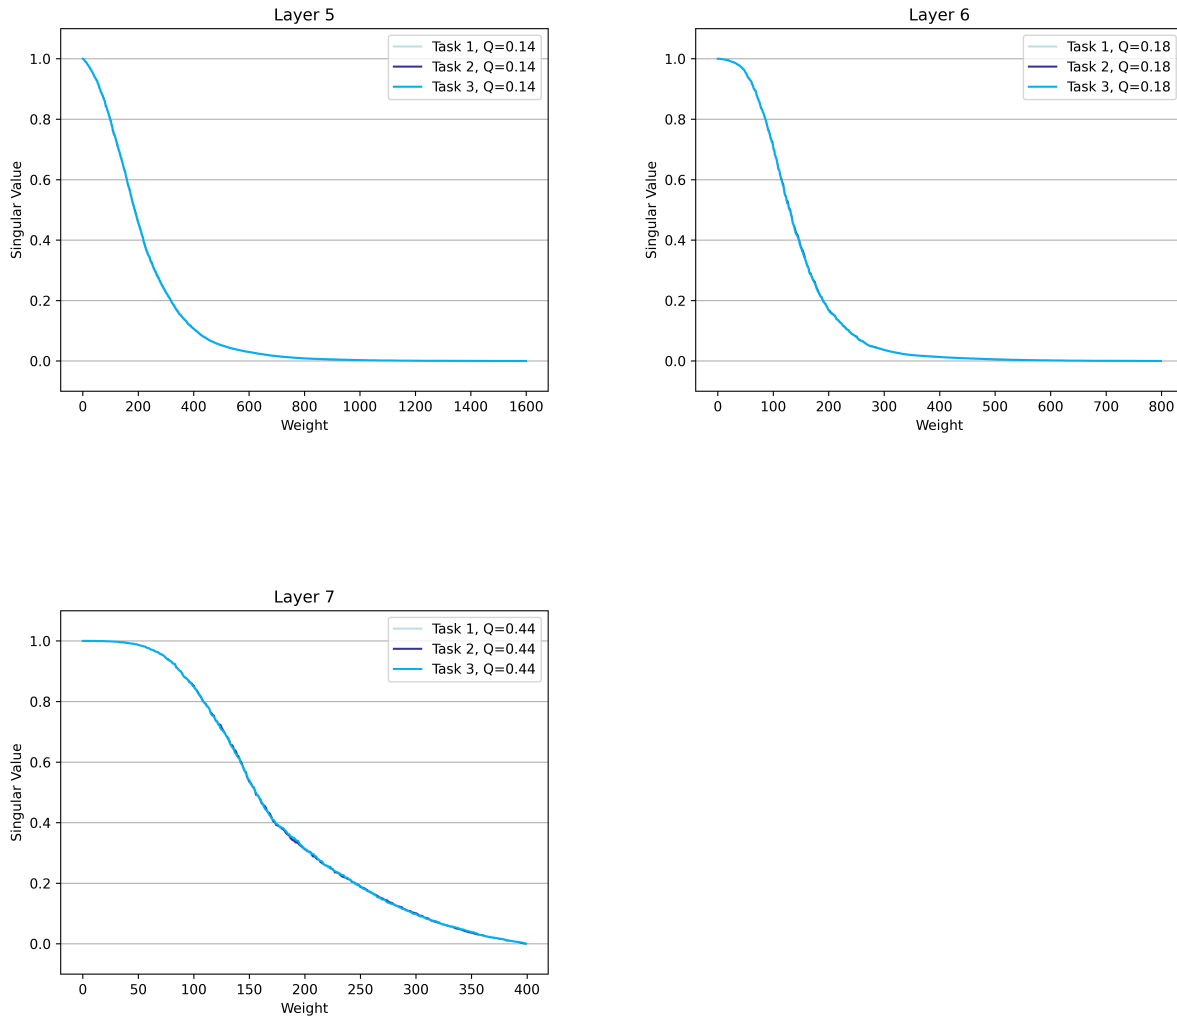 Layer 5
Task 1, Q=0.14
Task 2, Q=0.14
Task 3, Q=0.14
1.0
0.8
0.6
0.4
0.2
0.0
Singular Value
0 200 400 600 800 1000 1200 1400 1600
Weight
Layer 6
Task 1, Q=0.18
Task 2, Q=0.18
Task 3, Q=0.18
1.0
0.8
0.6
0.4
0.2
0.0
Singular Value
0 100 200 300 400 500 600 700 800
Weight
Layer 7
Task 1, Q=0.44
Task 2, Q=0.44
Task 3, Q=0.44
1.0
0.8
0.6
0.4
0.2
0.0
Singular Value
0 50 100 150 200 250 300 350 400
Weight